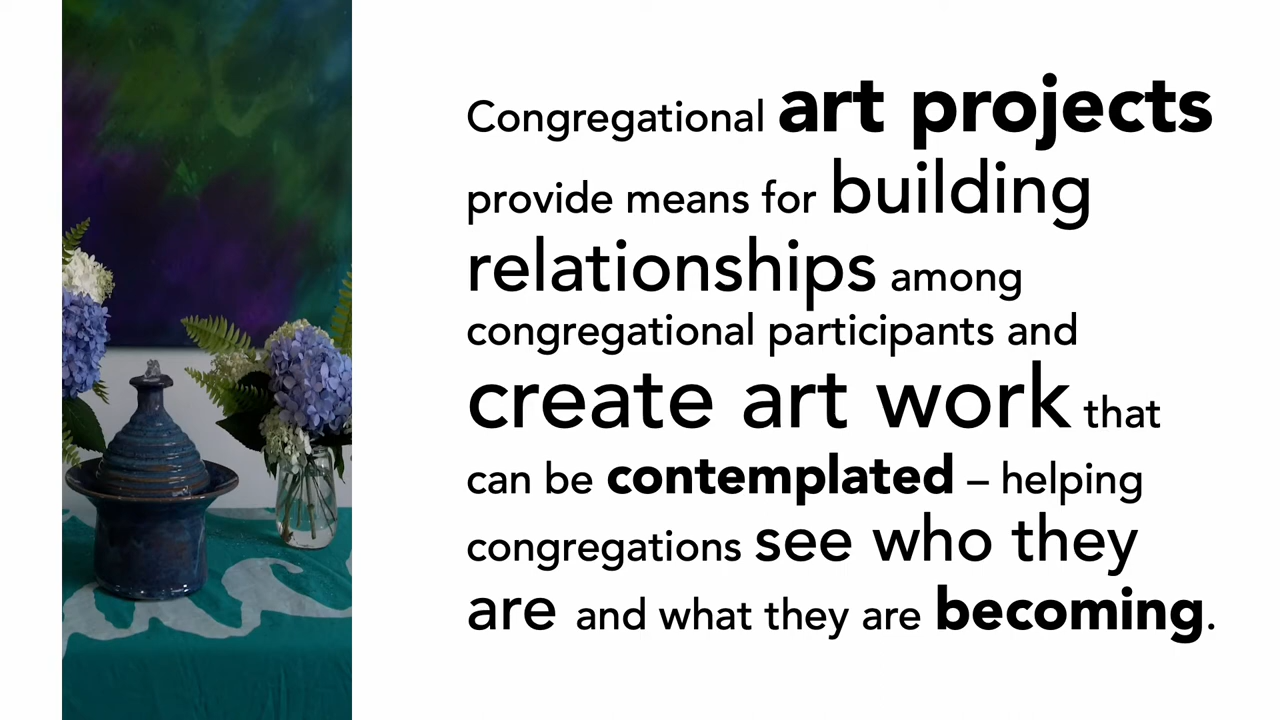 Congregational art projects
provide means for building
relationships among
congregational participants and
create art work that
can be contemplated – helping
congregations see who they
are and what they are becoming.